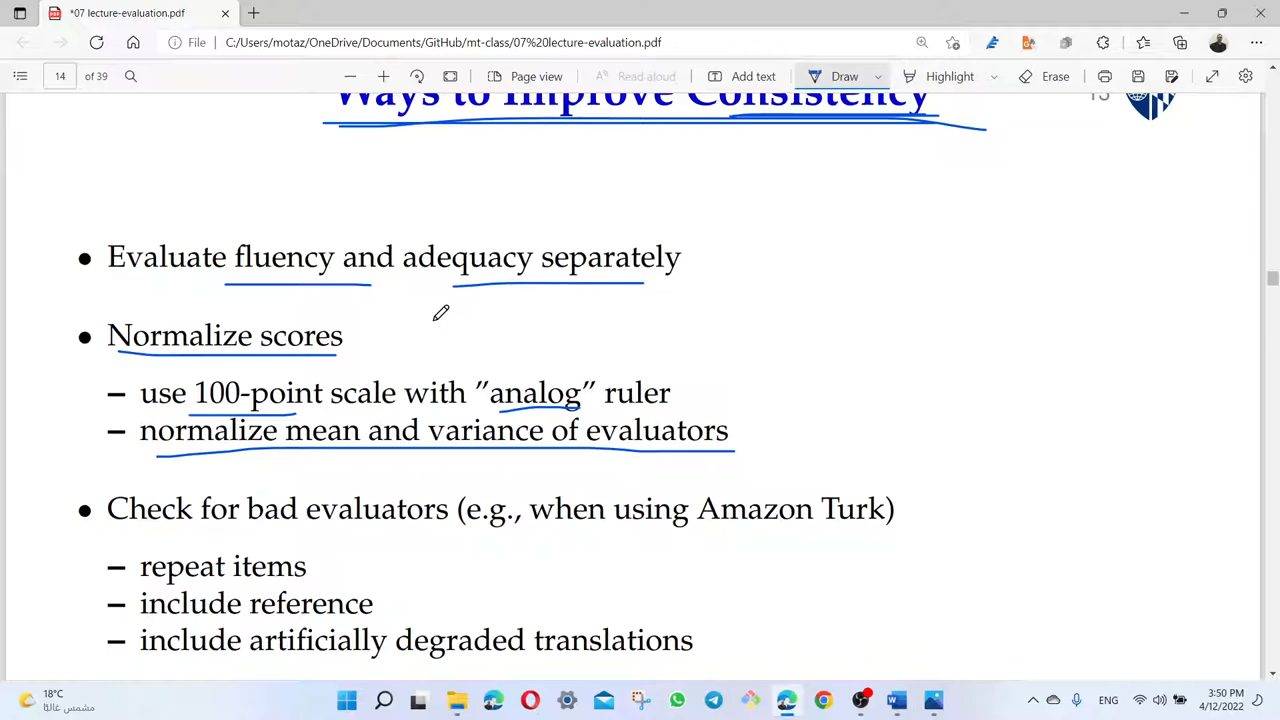 *07 lecture-evaluation.pdf
File C:/Users/motaz/OneDrive/Documents/GitHub/mt-class/07%20lecture-evaluation.pdf
14 of 39 Page view Read aloud Add text Draw Highlight Erase
Ways to Improve Consistency
• Evaluate fluency and adequacy separately
• Normalize scores
– use 100-point scale with ”analog” ruler
– normalize mean and variance of evaluators
• Check for bad evaluators (e.g., when using Amazon Turk)
– repeat items
– include reference
– include artificially degraded translations
18°C
مشمس غالبًا
ENG
3:50 PM
4/12/2022